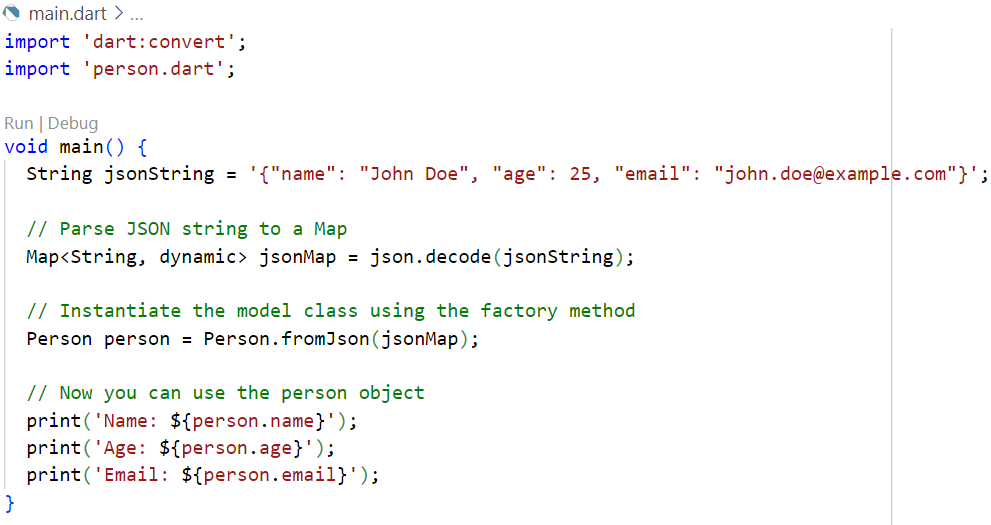 main.dart > ...
import 'dart:convert';
import 'person.dart';
Run | Debug
void main() {
  String jsonString = '{"name": "John Doe", "age": 25, "email": "john.doe@example.com"}';
  // Parse JSON string to a Map
  Map<String, dynamic> jsonMap = json.decode(jsonString);
  // Instantiate the model class using the factory method
  Person person = Person.fromJson(jsonMap);
  // Now you can use the person object
  print('Name: ${person.name}');
  print('Age: ${person.age}');
  print('Email: ${person.email}');
}